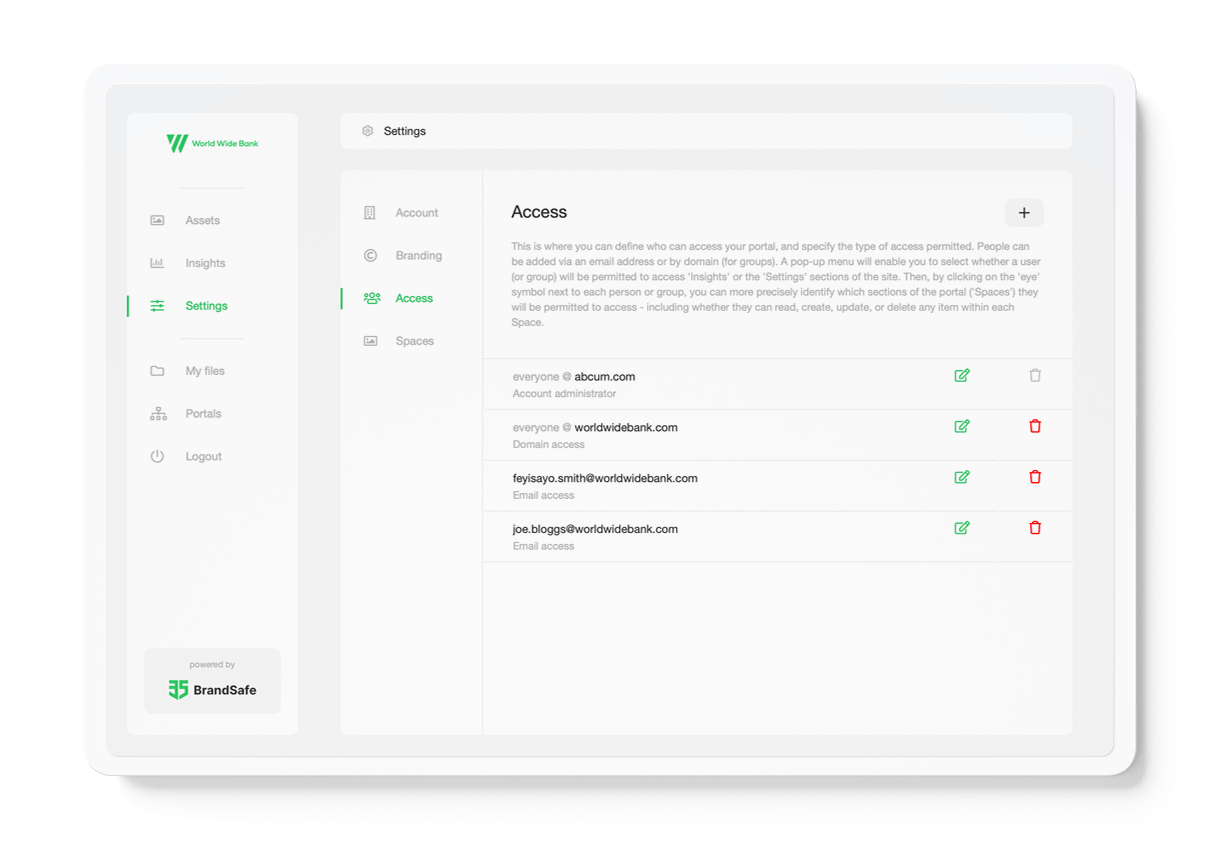 World Wide Bank
Assets
Insights
Settings
My files
Portals
Logout
powered by
BrandSafe
Settings
Account
Branding
Access
Spaces
Access
This is where you can define who can access your portal, and specify the type of access permitted. People can
be added via an email address or by domain (for groups). A pop-up menu will enable you to select whether a user
(or group) will be permitted to access 'Insights' or the 'Settings' sections of the site. Then, by clicking on the 'eye'
symbol next to each person or group, you can more precisely identify which sections of the portal ('Spaces') they
will be permitted to access - including whether they can read, create, update, or delete any item within each
Space.
everyone @ abcum.com
Account administrator
everyone @ worldwidebank.com
Domain access
feyisayo.smith@worldwidebank.com
Email access
joe.bloggs@worldwidebank.com
Email access